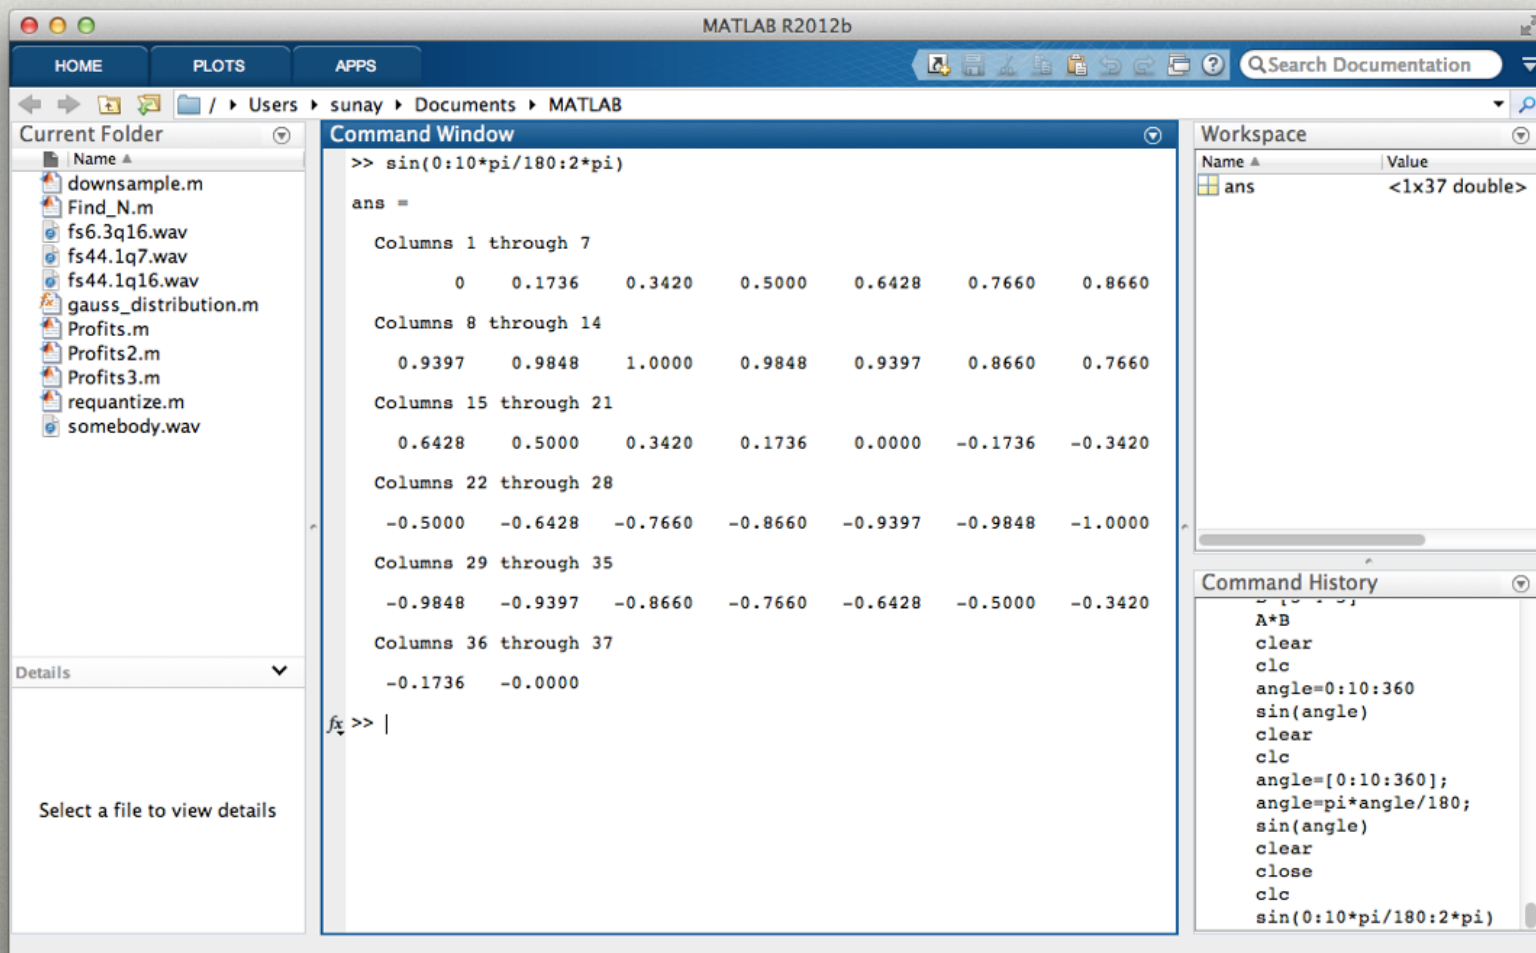 MATLAB R2012b
HOME PLOTS APPS
Search Documentation
/ Users sunay Documents MATLAB
Current Folder
Name
downsample.m
Find_N.m
fs6.3q16.wav
fs44.1q7.wav
fs44.1q16.wav
gauss_distribution.m
Profits.m
Profits2.m
Profits3.m
requantize.m
somebody.wav
Details
Select a file to view details
Command Window
>> sin(0:10*pi/180:2*pi)
ans =
Columns 1 through 7
0 0.1736 0.3420 0.5000 0.6428 0.7660 0.8660
Columns 8 through 14
0.9397 0.9848 1.0000 0.9848 0.9397 0.8660 0.7660
Columns 15 through 21
0.6428 0.5000 0.3420 0.1736 0.0000 -0.1736 -0.3420
Columns 22 through 28
-0.5000 -0.6428 -0.7660 -0.8660 -0.9397 -0.9848 -1.0000
Columns 29 through 35
-0.9848 -0.9397 -0.8660 -0.7660 -0.6428 -0.5000 -0.3420
Columns 36 through 37
-0.1736 -0.0000
fx >>
Workspace
Name Value
ans <1x37 double>
Command History
A*B
clear
clc
angle=0:10:360
sin(angle)
clear
clc
angle=[0:10:360];
angle=pi*angle/180;
sin(angle)
clear
close
clc
sin(0:10*pi/180:2*pi)